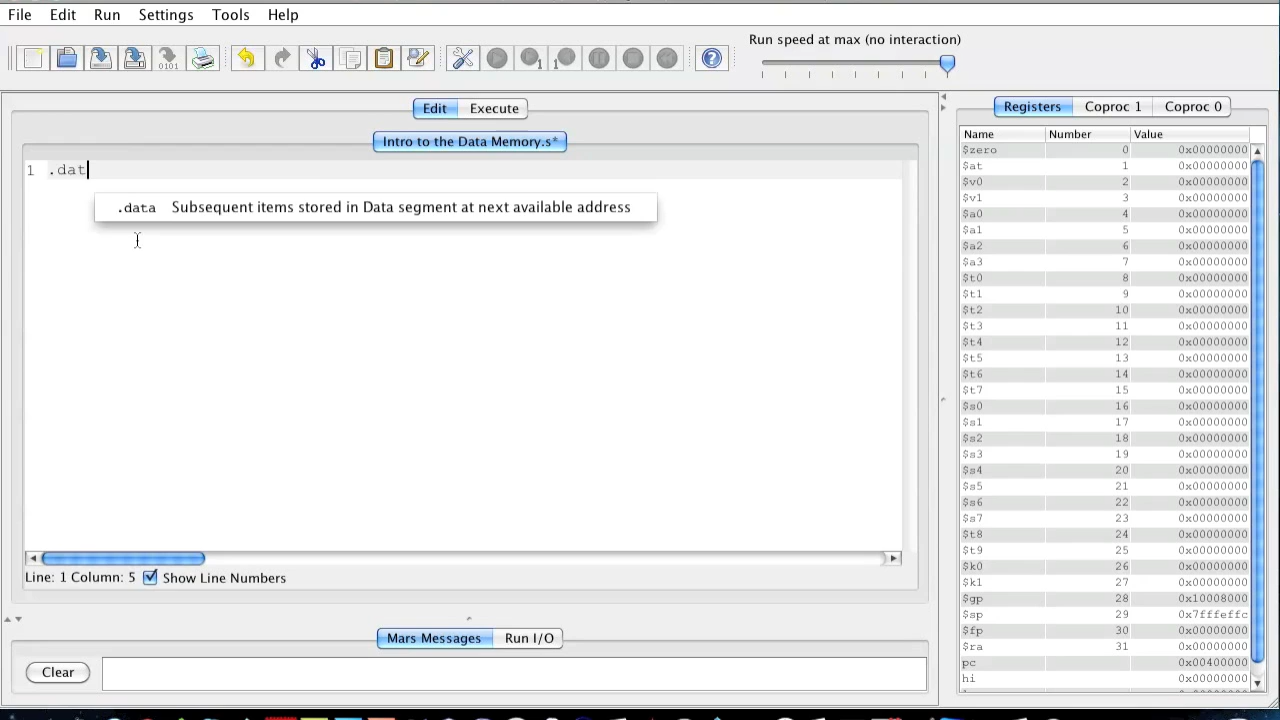 File Edit Run Settings Tools Help
Run speed at max (no interaction)
Edit Execute
Intro to the Data Memory.s*
1 .dat
.data Subsequent items stored in Data segment at next available address
Line: 1 Column: 5 Show Line Numbers
Mars Messages Run I/O
Clear
Registers Coproc 1 Coproc 0
Name Number Value
$zero 0 0x00000000
$at 1 0x00000000
$v0 2 0x00000000
$v1 3 0x00000000
$a0 4 0x00000000
$a1 5 0x00000000
$a2 6 0x00000000
$a3 7 0x00000000
$t0 8 0x00000000
$t1 9 0x00000000
$t2 10 0x00000000
$t3 11 0x00000000
$t4 12 0x00000000
$t5 13 0x00000000
$t6 14 0x00000000
$t7 15 0x00000000
$s0 16 0x00000000
$s1 17 0x00000000
$s2 18 0x00000000
$s3 19 0x00000000
$s4 20 0x00000000
$s5 21 0x00000000
$s6 22 0x00000000
$s7 23 0x00000000
$t8 24 0x00000000
$t9 25 0x00000000
$k0 26 0x00000000
$k1 27 0x00000000
$gp 28 0x10008000
$sp 29 0x7fffeffc
$fp 30 0x00000000
$ra 31 0x00000000
pc 0x00400000
hi 0x00000000